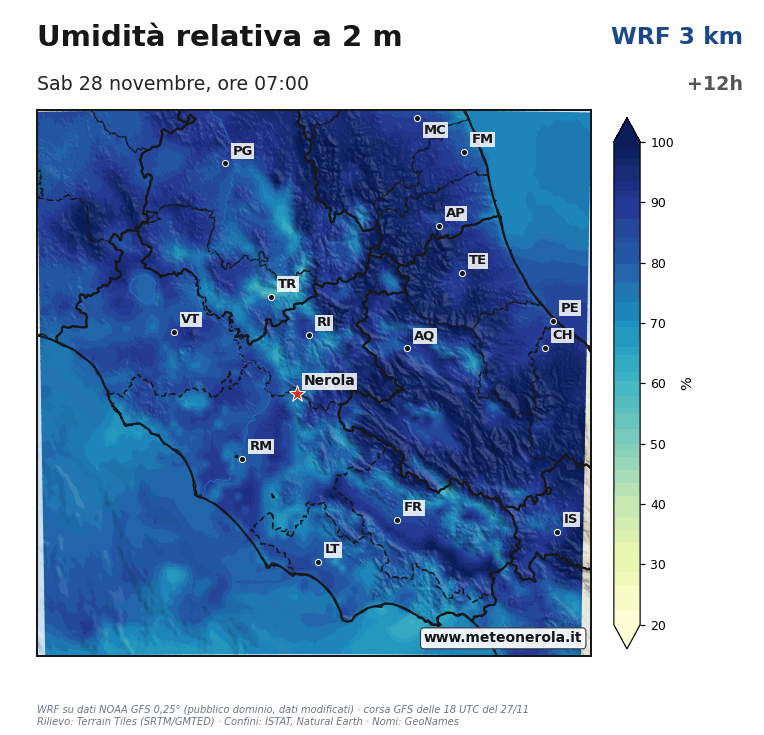 Umidità relativa a 2 m
WRF 3 km
Sab 28 novembre, ore 07:00
+12h
MC
FM
PG
AP
TE
TR
PE
VT
RI
AQ
CH
Nerola
RM
FR
IS
LT
www.meteonerola.it
100
90
80
70
60
50
40
30
20
%
WRF su dati NOAA GFS 0,25° (pubblico dominio, dati modificati) · corsa GFS delle 18 UTC del 27/11
Rilievo: Terrain Tiles (SRTM/GMTED) · Confini: ISTAT, Natural Earth · Nomi: GeoNames